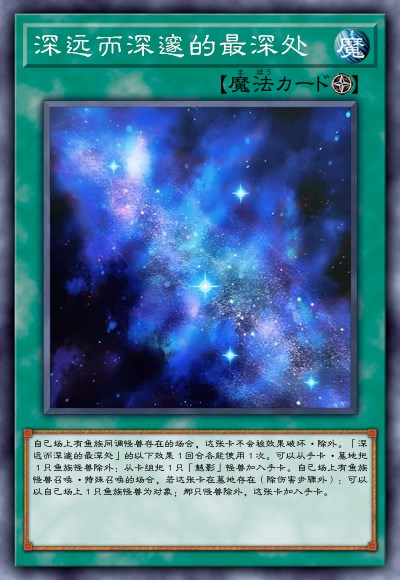 深远而深邃的最深处
魔
【魔法カード】
まほう
自己场上有鱼族同调怪兽存在的场合，这张卡不会被效果破坏·除外。「深
远而深邃的最深处」的以下效果1回合各能使用1次。可以从手卡·墓地把
1只鱼族怪兽除外；从卡组把1只「魅影」怪兽加入手卡。自己场上有鱼族
怪兽召唤·特殊召唤的场合，若这张卡在墓地存在（除伤害步骤外）：可以
以自己场上1只鱼族怪兽为对象；那只怪兽除外，这张卡加入手卡。